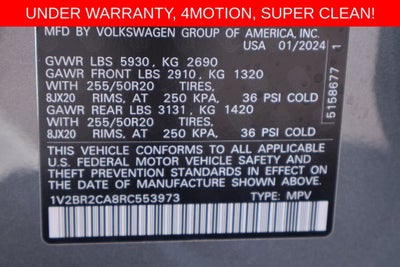 UNDER WARRANTY, 4MOTION, SUPER CLEAN!
MFD BY VOLKSWAGEN GROUP OF AMERICA, INC.
USA 01/2024
GVWR LBS 5930, KG 2690
GAWR FRONT LBS 2910, KG 1320
WITH 255/50R20 TIRES,
8JX20 RIMS, AT 250 KPA, 36 PSI COLD
GAWR REAR LBS 3131, KG 1420
WITH 255/50R20 TIRES,
8JX20 RIMS, AT 250 KPA, 36 PSI COLD
THIS VEHICLE CONFORMS TO ALL APPLICABLE
U.S. FEDERAL MOTOR VEHICLE SAFETY AND
THEFT PREVENTION STANDARDS IN EFFECT ON THE
DATE OF MANUFACTURE SHOWN ABOVE.
1V2BR2CA8RC553973 TYPE: MPV
5158677 1